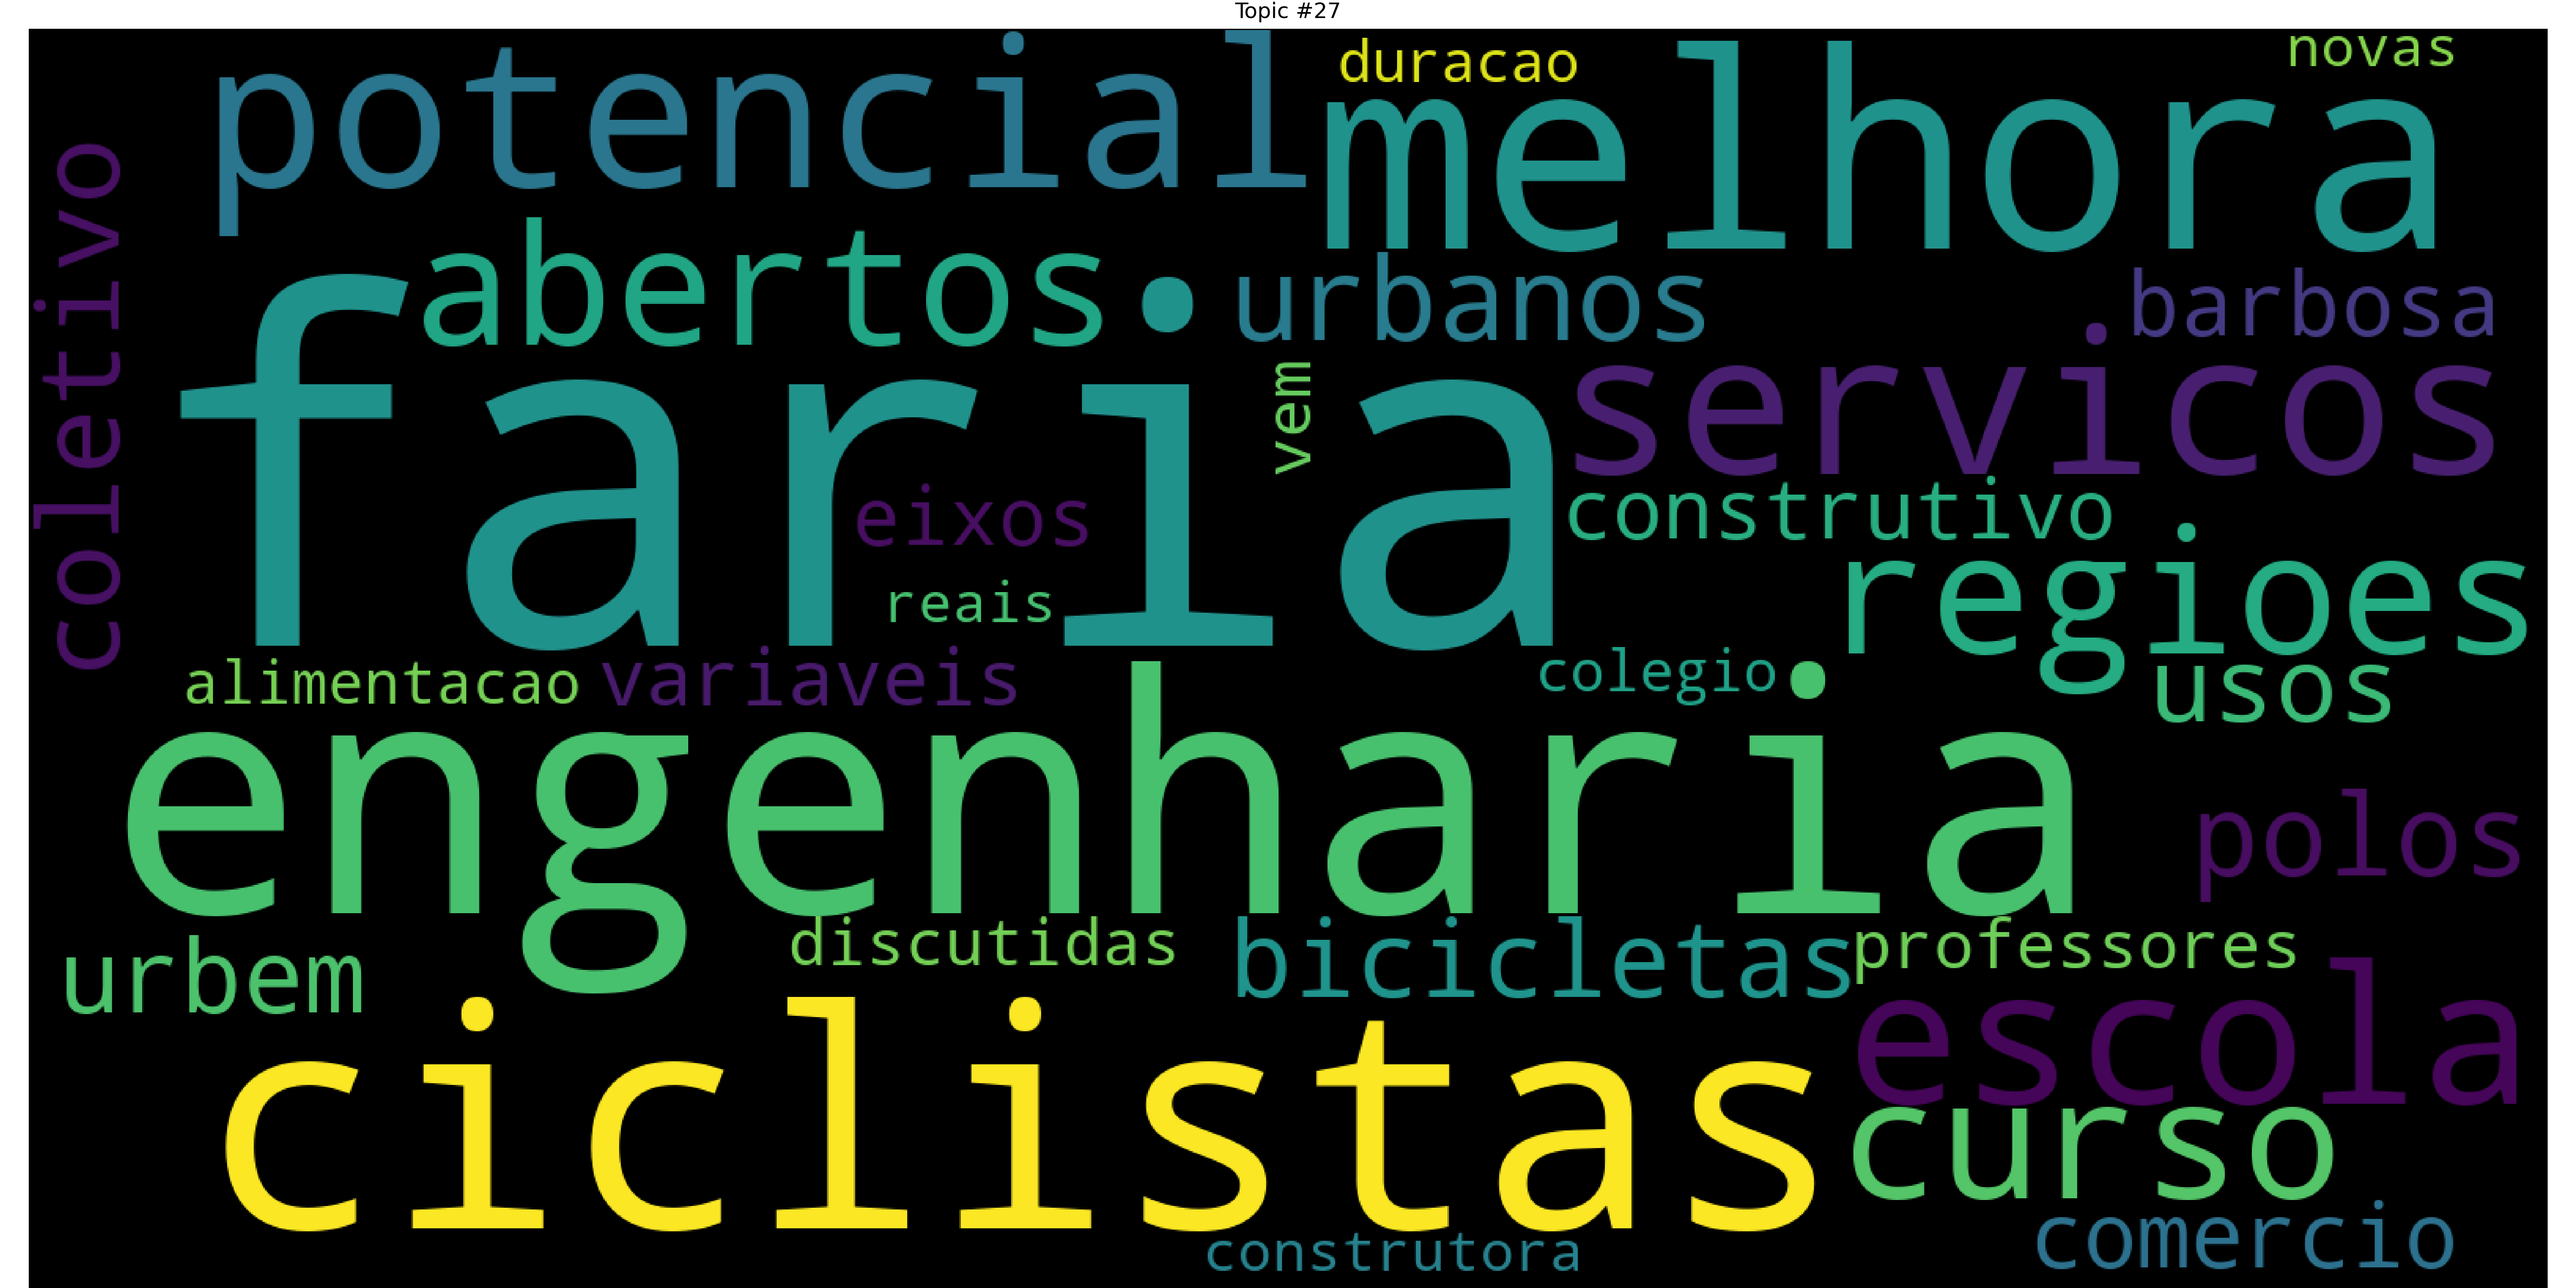 Topic #27
duracao
novas
potencial
melhora
coletivo
abertos
urbanos
barbosa
faria
vem
servicos
eixos
construtivo
reais
regioes
alimentacao
variaveis
colegio
usos
engenharia
polos
discutidas
bicicletas
professores
urbem
escola
ciclistas
curso
construtora
comercio